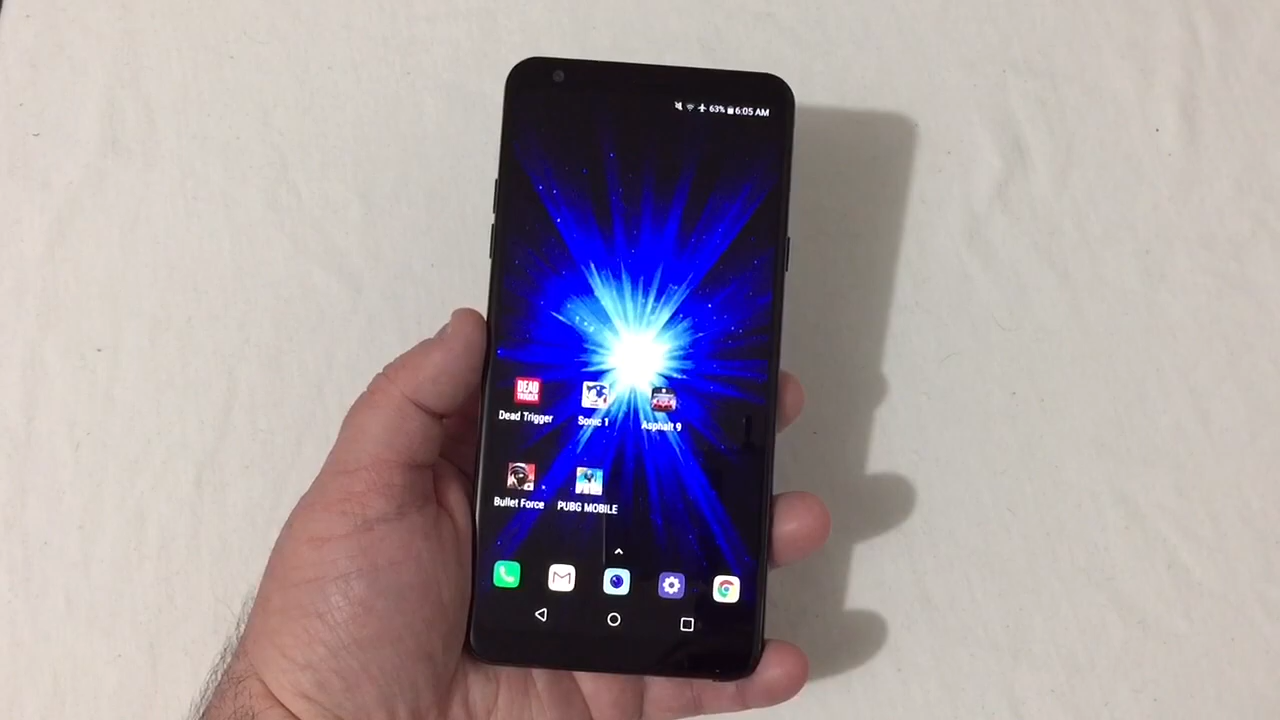 63% 6:05 AM
DEAD
TRIGGER
Dead Trigger
Sonic 1
Asphalt 9
Bullet Force
PUBG MOBILE